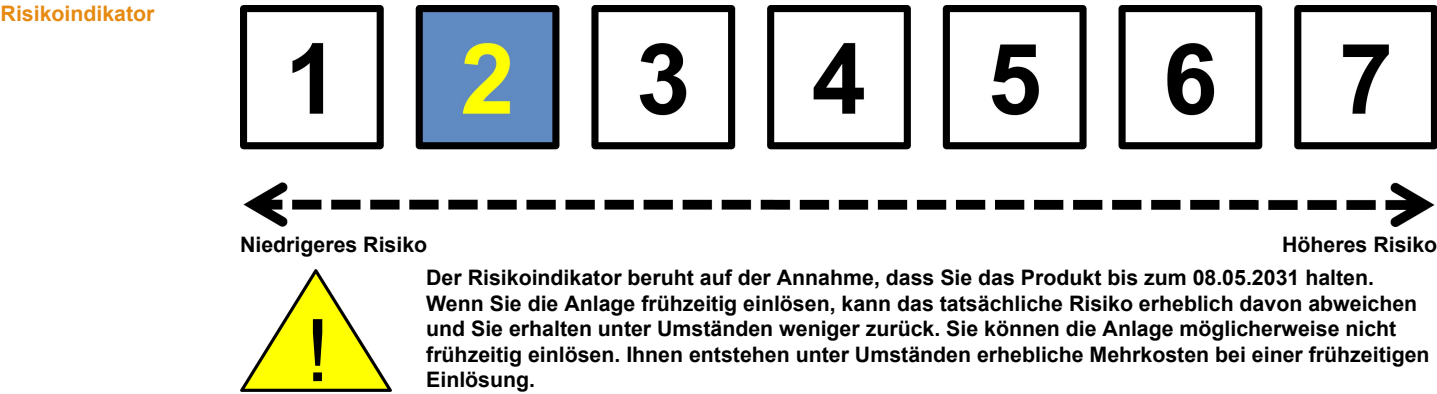 Risikoindikator
1 2 3 4 5 6 7
Niedrigeres Risiko Höheres Risiko
!
Der Risikoindikator beruht auf der Annahme, dass Sie das Produkt bis zum 08.05.2031 halten.
Wenn Sie die Anlage frühzeitig einlösen, kann das tatsächliche Risiko erheblich davon abweichen
und Sie erhalten unter Umständen weniger zurück. Sie können die Anlage möglicherweise nicht
frühzeitig einlösen. Ihnen entstehen unter Umständen erhebliche Mehrkosten bei einer frühzeitigen
Einlösung.